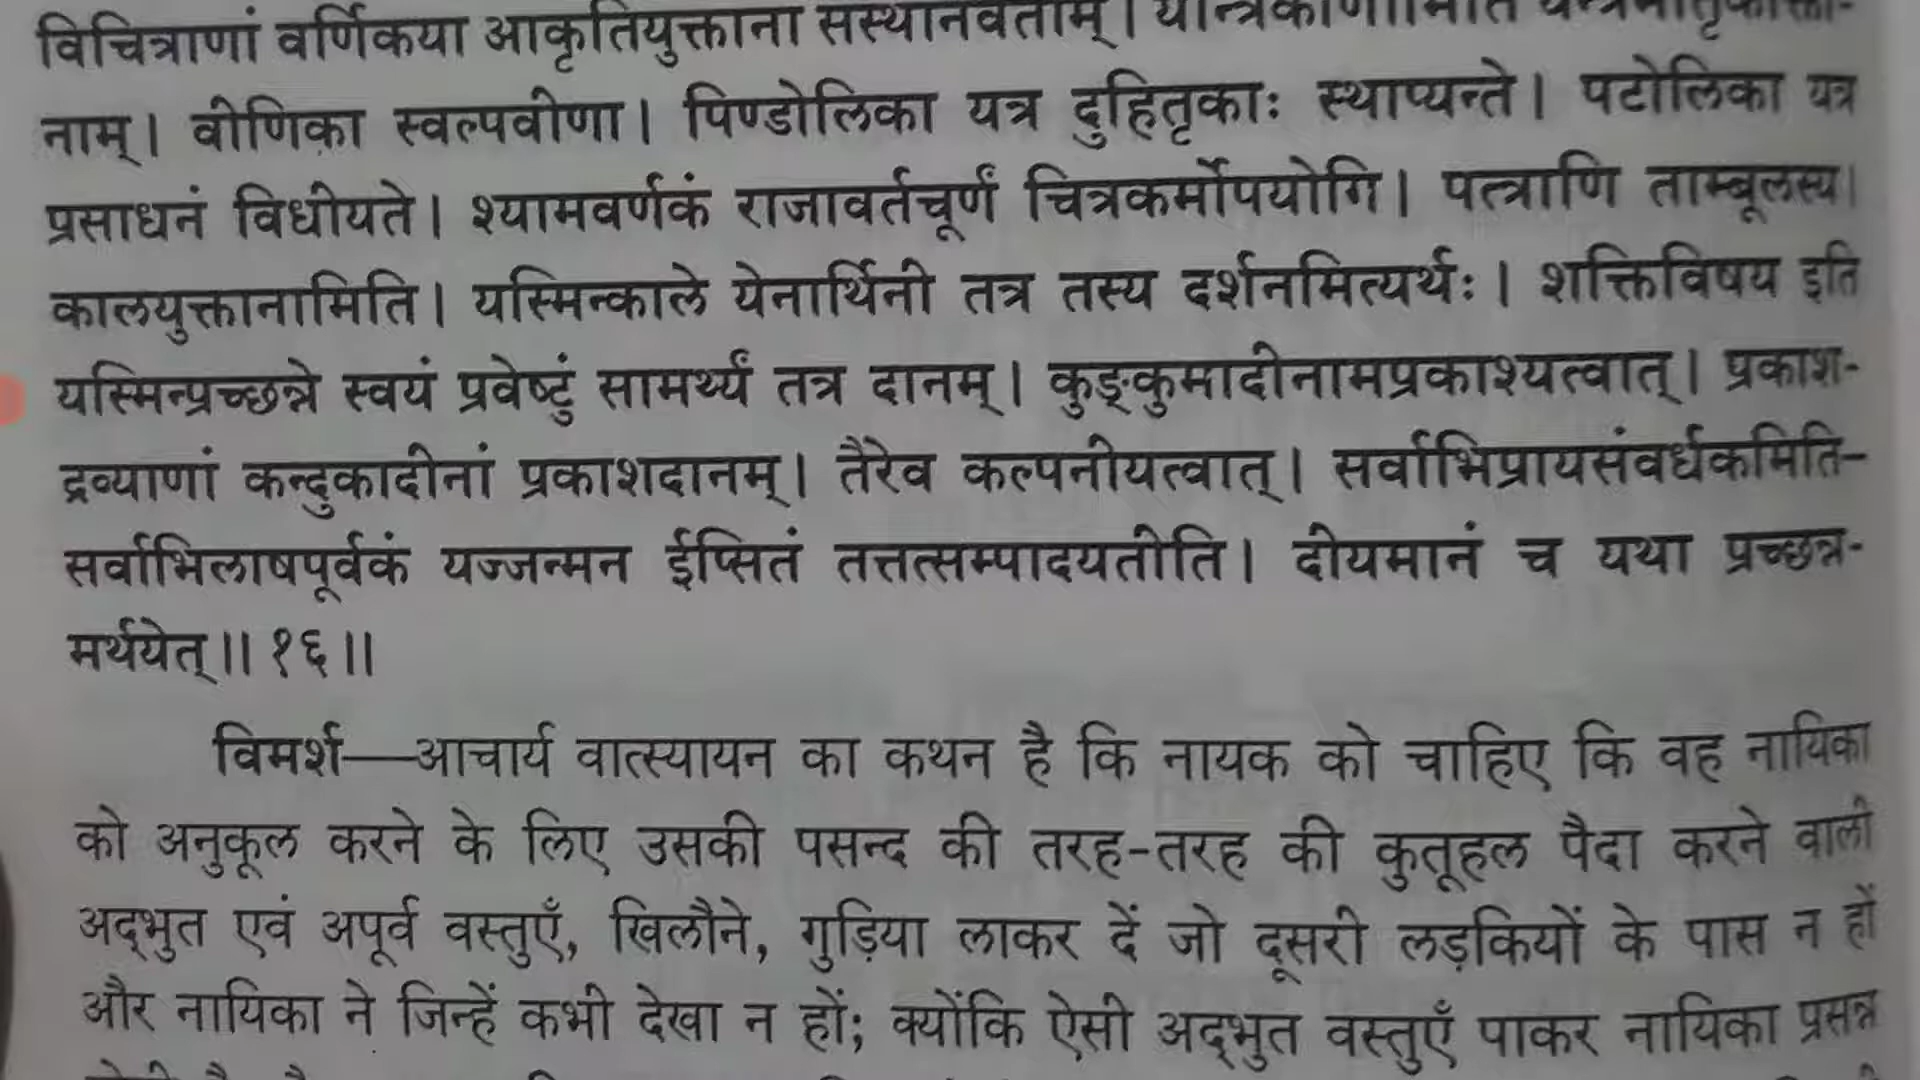 विचित्राणां वर्णिकया आकृतियुक्ताना सस्थानवताम्।
नाम्। वीणिका स्वल्पवीणा। पिण्डोलिका यत्र दुहितृकाः स्थाप्यन्ते। पटोलिका यत्र
प्रसाधनं विधीयते। श्यामवर्णकं राजावर्तचूर्णं चित्रकर्मोपयोगि। पत्त्राणि ताम्बूलस्य।
कालयुक्तानामिति। यस्मिन्काले येनार्थिनी तत्र तस्य दर्शनमित्यर्थः। शक्तिविषय इति
यस्मिन्प्रच्छन्ने स्वयं प्रवेष्टुं सामर्थ्यं तत्र दानम्। कुङ्कुमादीनामप्रकाश्यत्वात्। प्रकाश-
द्रव्याणां कन्दुकादीनां प्रकाशदानम्। तैरेव कल्पनीयत्वात्। सर्वाभिप्रायसंवर्धकमिति-
सर्वाभिलाषपूर्वकं यज्जन्मन ईप्सितं तत्तत्सम्पादयतीति। दीयमानं च यथा प्रच्छन्न-
मर्थयेत्॥ १६॥
विमर्श—आचार्य वात्स्यायन का कथन है कि नायक को चाहिए कि वह नायिका
को अनुकूल करने के लिए उसकी पसन्द की तरह-तरह की कुतूहल पैदा करने वाली
अद्‌भुत एवं अपूर्व वस्तुएँ, खिलौने, गुड़िया लाकर दें जो दूसरी लड़कियों के पास न हों
और नायिका ने जिन्हें कभी देखा न हों; क्योंकि ऐसी अद्‌भुत वस्तुएँ पाकर नायिका प्रसन्न